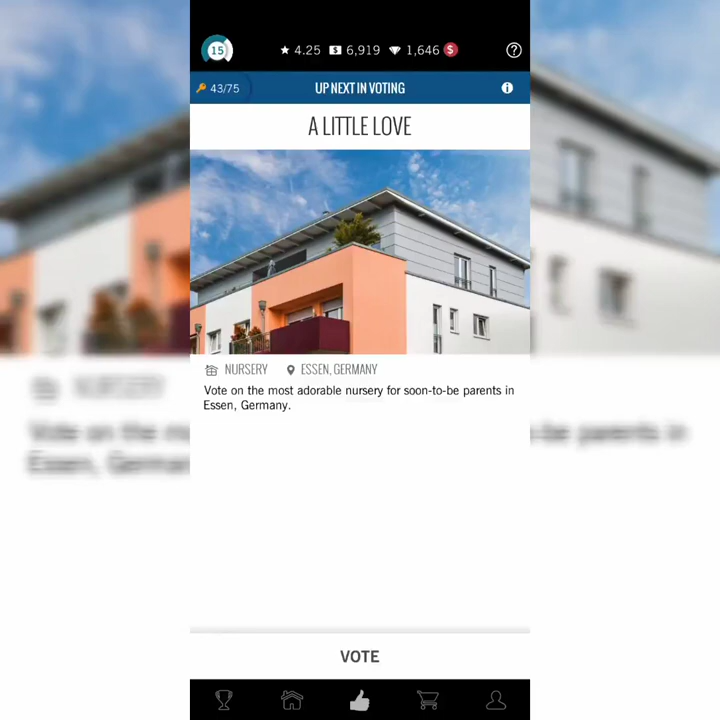 15 4.25 6,919 1,646 $ ?
43/75 UP NEXT IN VOTING i
A LITTLE LOVE
NURSERY ESSEN, GERMANY
Vote on the most adorable nursery for soon-to-be parents in
Essen, Germany.
VOTE